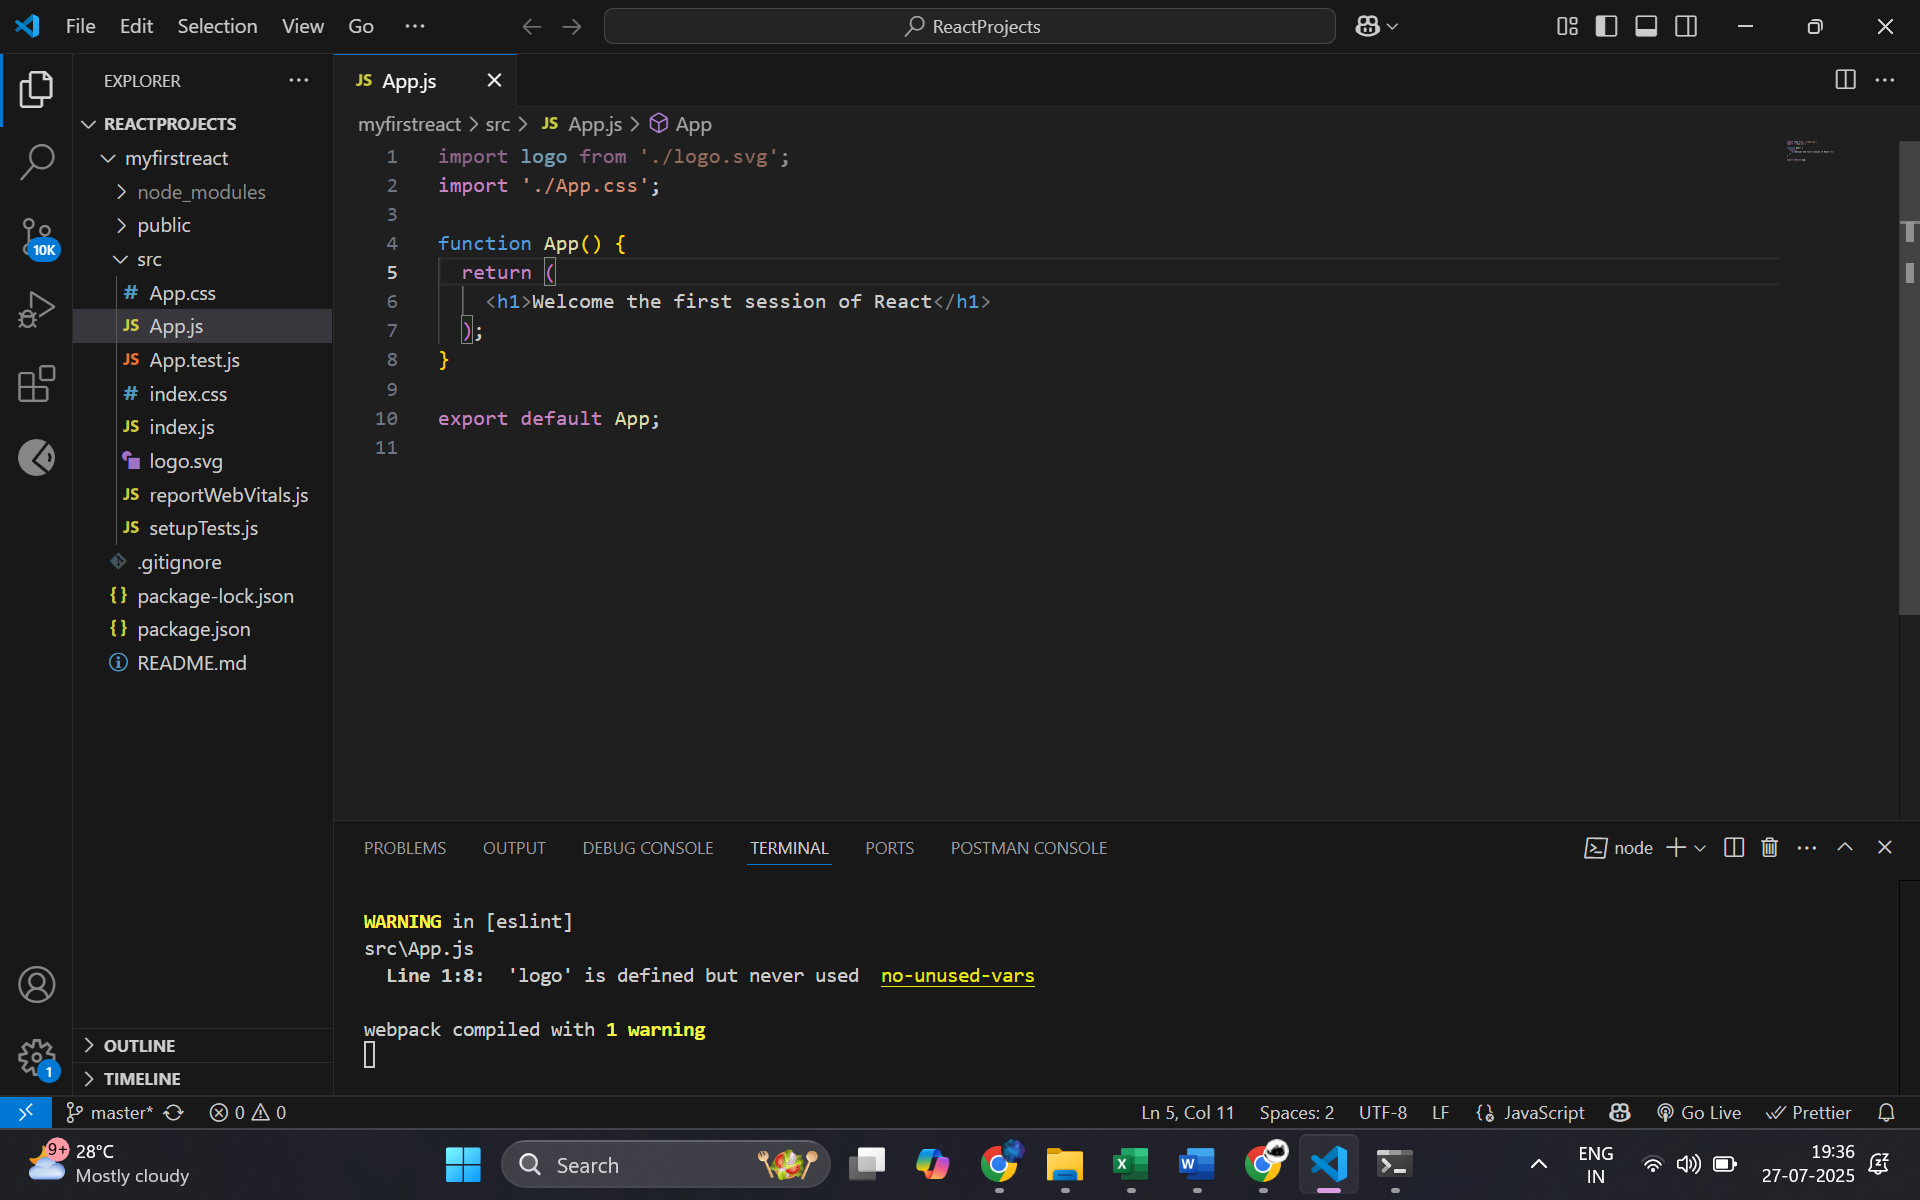 File Edit Selection View Go ···
ReactProjects
EXPLORER
REACTPROJECTS
myfirstreact
node_modules
public
src
# App.css
JS App.js
JS App.test.js
# index.css
JS index.js
logo.svg
JS reportWebVitals.js
JS setupTests.js
.gitignore
{} package-lock.json
{} package.json
README.md
OUTLINE
TIMELINE
10K
1
JS App.js
myfirstreact > src > JS App.js > App
1 import logo from './logo.svg';
2 import './App.css';
3
4 function App() {
5 return (
6 <h1>Welcome the first session of React</h1>
7 );
8 }
9
10 export default App;
11
PROBLEMS OUTPUT DEBUG CONSOLE TERMINAL PORTS POSTMAN CONSOLE
node
WARNING in [eslint]
src\App.js
Line 1:8: 'logo' is defined but never used no-unused-vars
webpack compiled with 1 warning
master* 0 0
Ln 5, Col 11 Spaces: 2 UTF-8 LF {} JavaScript Go Live Prettier
9+ 28°C
Mostly cloudy
Search
ENG
IN
19:36
27-07-2025